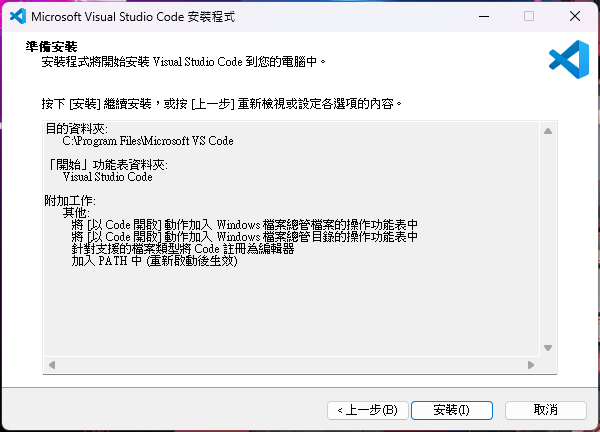 Microsoft Visual Studio Code 安裝程式
準備安裝
安裝程式將開始安裝 Visual Studio Code 到您的電腦中。
按下 [安裝] 繼續安裝，或按 [上一步] 重新檢視或設定各選項的內容。
目的資料夾:
C:\Program Files\Microsoft VS Code
「開始」功能表資料夾:
Visual Studio Code
附加工作:
其他:
將 [以 Code 開啟] 動作加入 Windows 檔案總管檔案的操作功能表中
將 [以 Code 開啟] 動作加入 Windows 檔案總管目錄的操作功能表中
針對支援的檔案類型將 Code 註冊為編輯器
加入 PATH 中 (重新啟動後生效)
< 上一步(B)
安裝(I)
取消